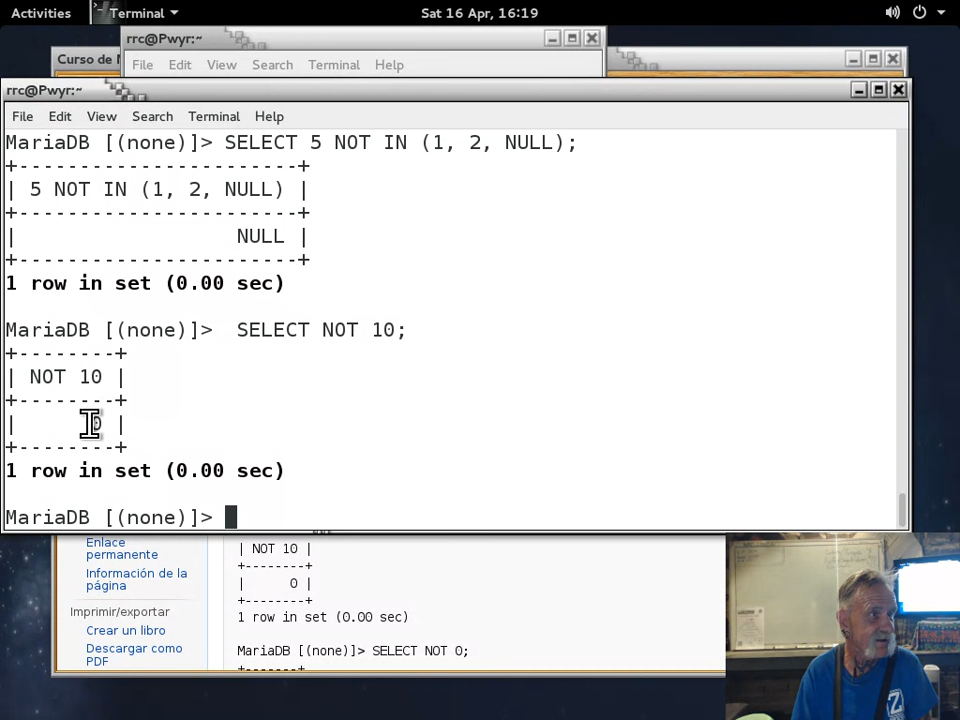 Activities Terminal Sat 16 Apr, 16:19
rrc@Pwyr:~
Curso de
File Edit View Search Terminal Help
rrc@Pwyr:~
File Edit View Search Terminal Help
MariaDB [(none)]> SELECT 5 NOT IN (1, 2, NULL);
+-----------------------+
| 5 NOT IN (1, 2, NULL) |
+-----------------------+
|                  NULL |
+-----------------------+
1 row in set (0.00 sec)
MariaDB [(none)]>  SELECT NOT 10;
+--------+
| NOT 10 |
+--------+
|      0 |
+--------+
1 row in set (0.00 sec)
MariaDB [(none)]>
Enlace
permanente
Información de la
página
Imprimir/exportar
Crear un libro
Descargar como
PDF
| NOT 10 |
+--------+
|      0 |
+--------+
1 row in set (0.00 sec)
MariaDB [(none)]> SELECT NOT 0;
+-------+